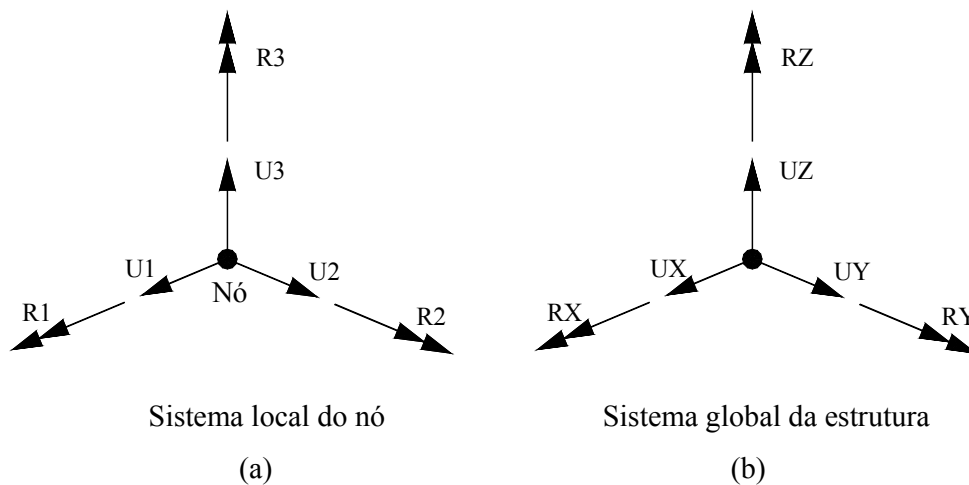 R3
U3
U1
U2
Nó
R1
R2
Sistema local do nó
(a)
RZ
UZ
UX
UY
RX
RY
Sistema global da estrutura
(b)